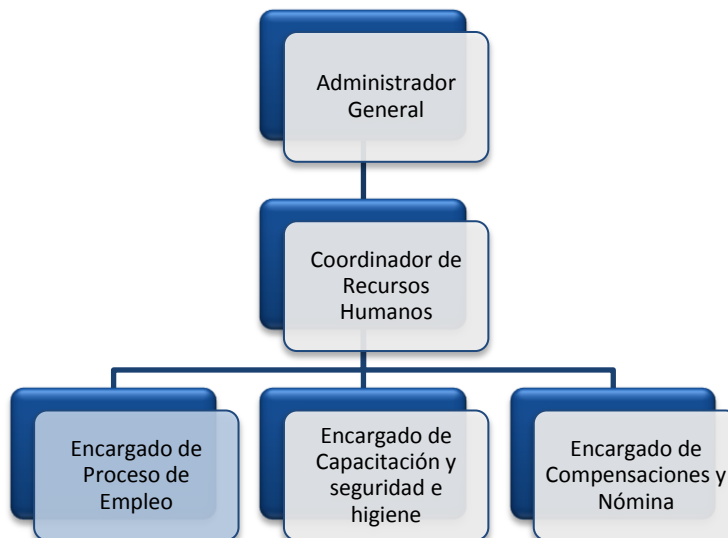 Administrador
General
Coordinador de
Recursos
Humanos
Encargado de
Proceso de
Empleo
Encargado de
Capacitación y
seguridad e
higiene
Encargado de
Compensaciones y
Nómina